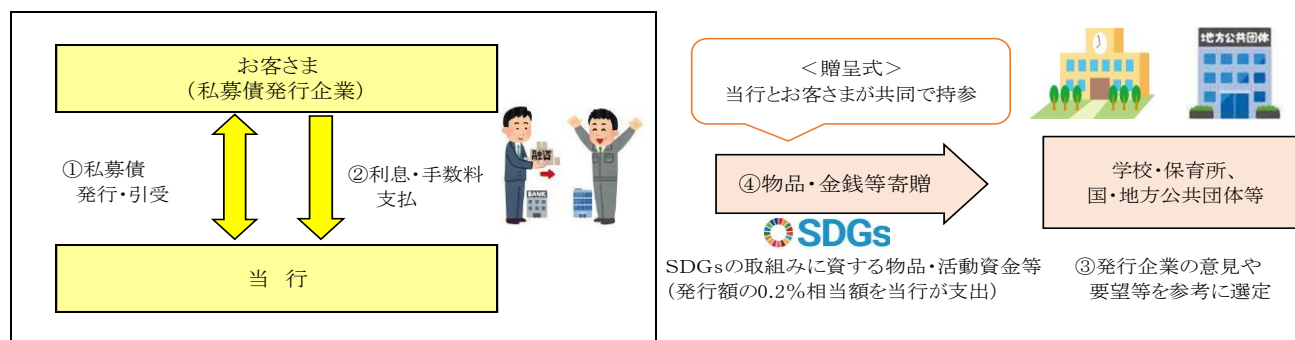 お客さま
（私募債発行企業）
①私募債
発行・引受
②利息・手数料
支払
融資
BANK
当 行
＜贈呈式＞
当行とお客さまが共同で持参
④物品・金銭等寄贈
SDGs
SDGsの取組みに資する物品・活動資金等
（発行額の0.2％相当額を当行が支出）
地方公共団体
学校・保育所、
国・地方公共団体等
③発行企業の意見や
要望等を参考に選定